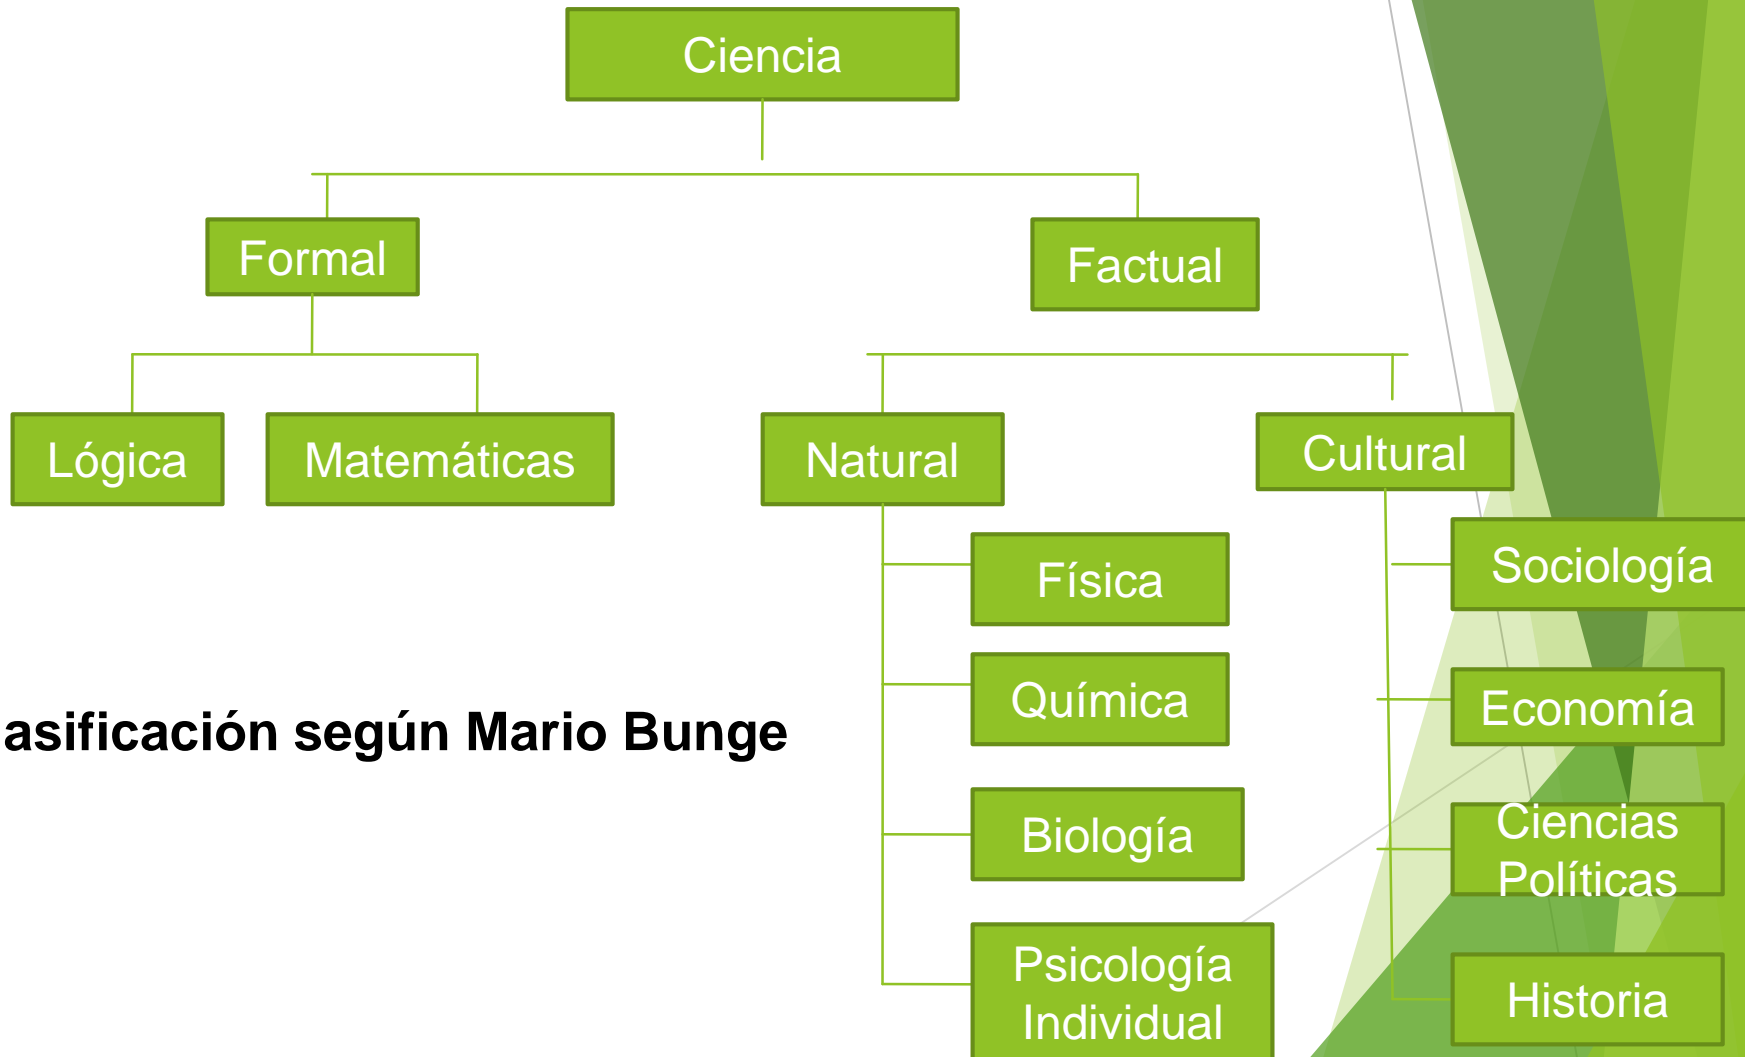 Ciencia
Formal
Factual
Lógica
Matemáticas
Natural
Cultural
Física
Sociología
Química
Economía
asificación según Mario Bunge
Biología
Ciencias
Políticas
Psicología
Individual
Historia